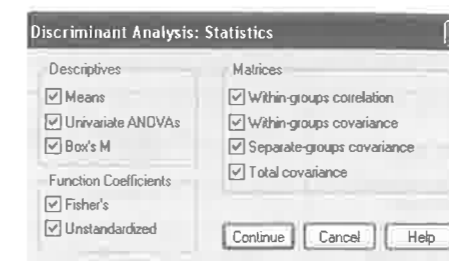 Discriminant Analysis: Statistics
Descriptives
Means
Univariate ANOVAs
Box's M
Function Coefficients
Fisher's
Unstandardized
Matrices
Within-groups correlation
Within-groups covariance
Separate-groups covariance
Total covariance
Continue Cancel Help